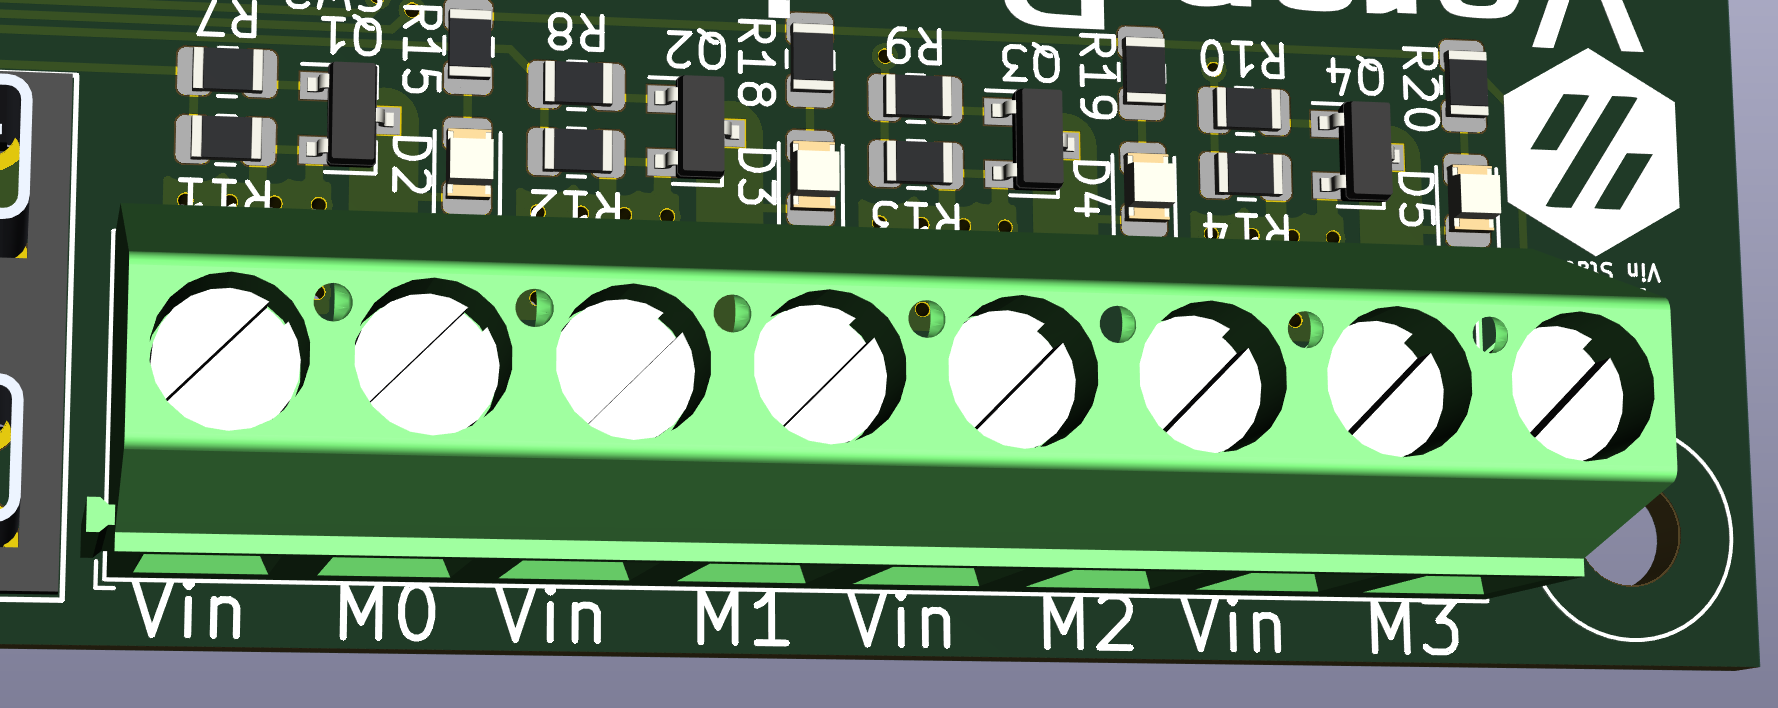 R7
Q1
R15
R8
Q2
R18
R9
Q3
R19
R10
Q4
R20
D2
D3
D4
D5
R11
R12
R13
R14
Vin
Vin M0 Vin M1 Vin M2 Vin M3